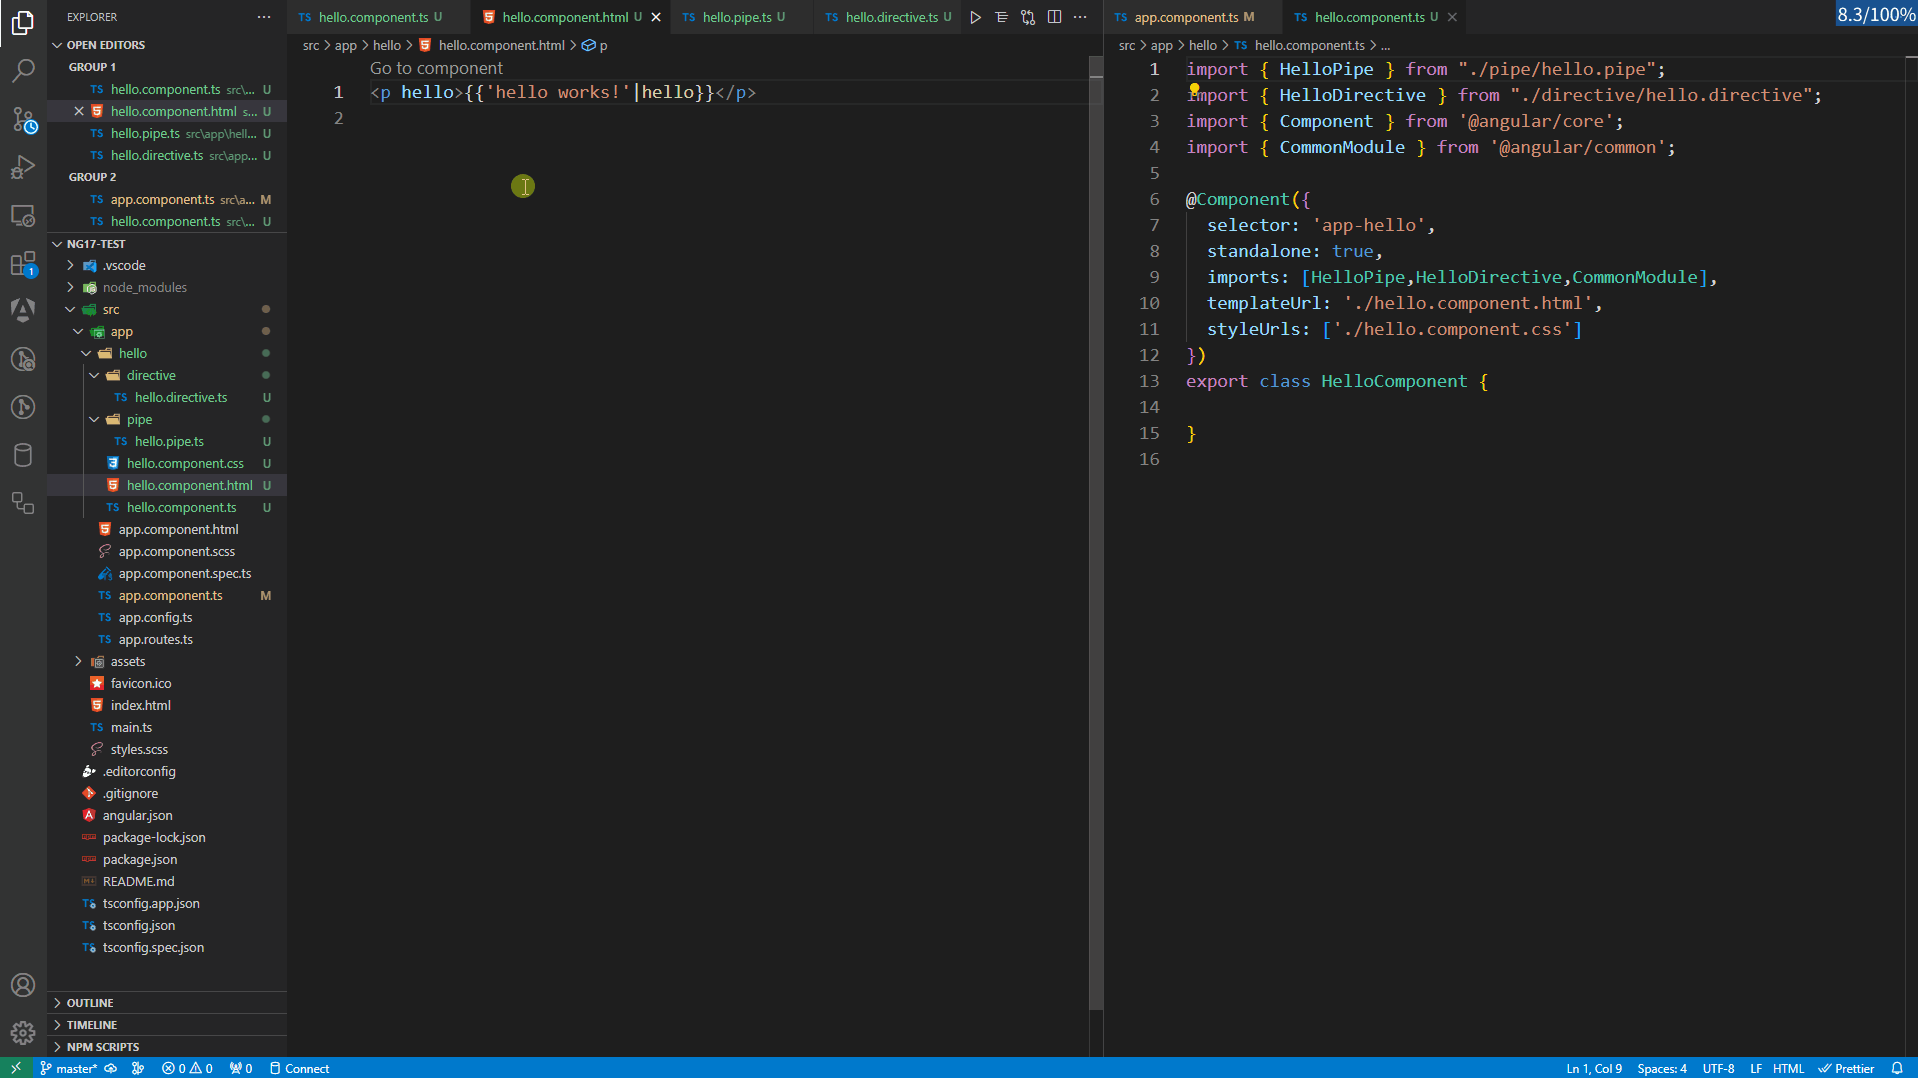 EXPLORER
OPEN EDITORS
GROUP 1
TS hello.component.ts src\... U
hello.component.html s... U
TS hello.pipe.ts src\app\hell... U
TS hello.directive.ts src\app... U
GROUP 2
TS app.component.ts src\a... M
TS hello.component.ts src\... U
NG17-TEST
.vscode
node_modules
src
app
hello
directive
TS hello.directive.ts U
pipe
TS hello.pipe.ts U
hello.component.css U
hello.component.html U
TS hello.component.ts U
app.component.html
app.component.scss
app.component.spec.ts
TS app.component.ts M
TS app.config.ts
TS app.routes.ts
assets
favicon.ico
index.html
TS main.ts
styles.scss
.editorconfig
.gitignore
angular.json
package-lock.json
package.json
README.md
tsconfig.app.json
tsconfig.json
tsconfig.spec.json
OUTLINE
TIMELINE
NPM SCRIPTS
TS hello.component.ts U hello.component.html U TS hello.pipe.ts U TS hello.directive.ts U
src > app > hello > hello.component.html > p
Go to component
1 <p hello>{{'hello works!'|hello}}</p>
2
TS app.component.ts M TS hello.component.ts U
8.3/100%
src > app > hello > TS hello.component.ts > ...
1 import { HelloPipe } from "./pipe/hello.pipe";
2 import { HelloDirective } from "./directive/hello.directive";
3 import { Component } from '@angular/core';
4 import { CommonModule } from '@angular/common';
5
6 @Component({
7 selector: 'app-hello',
8 standalone: true,
9 imports: [HelloPipe,HelloDirective,CommonModule],
10 templateUrl: './hello.component.html',
11 styleUrls: ['./hello.component.css']
12 })
13 export class HelloComponent {
14
15 }
16
master* 0 0 0 Connect Ln 1, Col 9 Spaces: 4 UTF-8 LF HTML Prettier